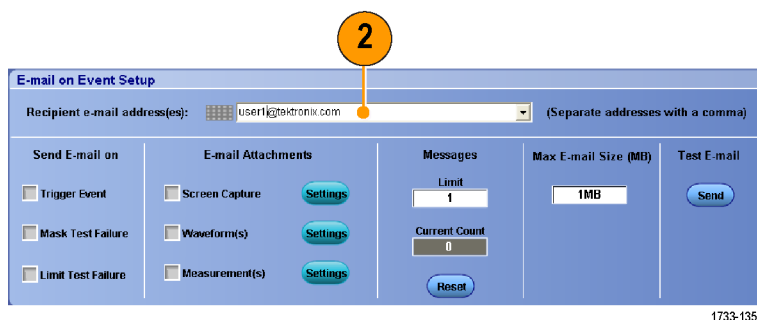 2
E-mail on Event Setup
Recipient e-mail address(es): user1@tektronix.com (Separate addresses with a comma)
Send E-mail on E-mail Attachments Messages Max E-mail Size (MB) Test E-mail
Limit
Trigger Event Screen Capture Settings 1 1MB Send
Current Count
Mask Test Failure Waveform(s) Settings 0
Limit Test Failure Measurement(s) Settings Reset
1733-135